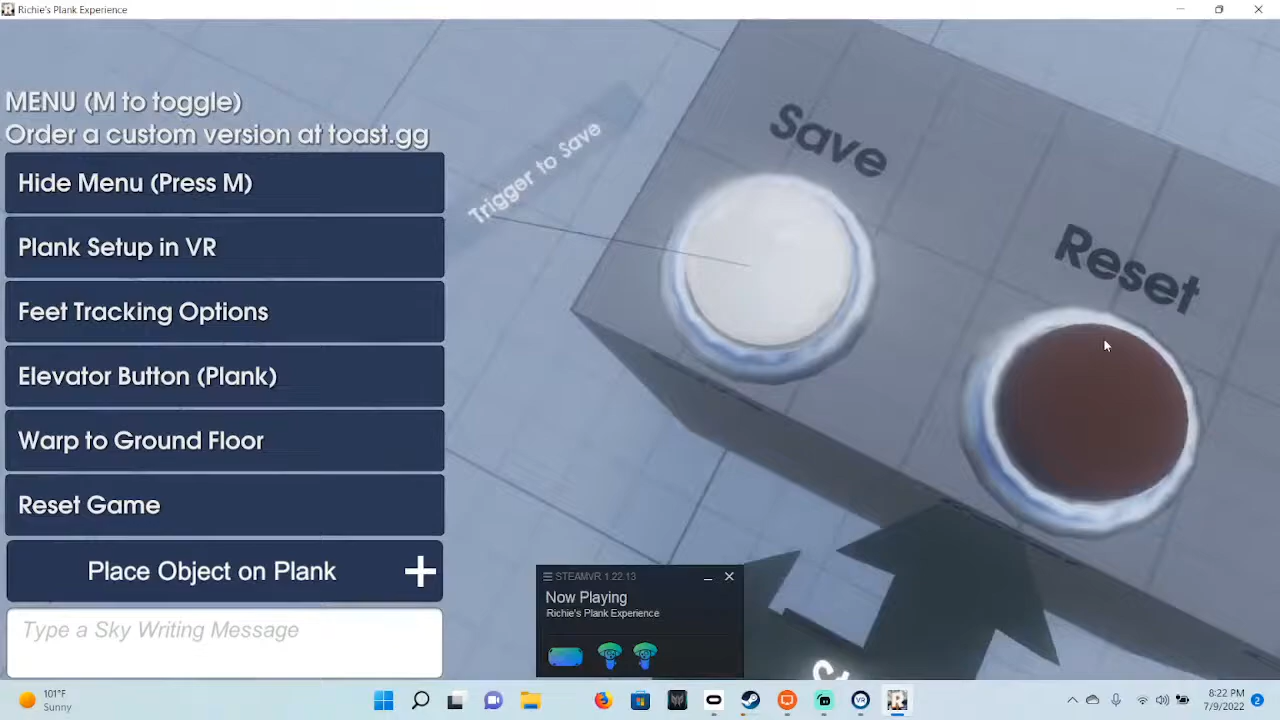 Richie's Plank Experience
MENU (M to toggle)
Order a custom version at toast.gg
Hide Menu (Press M)
Plank Setup in VR
Feet Tracking Options
Elevator Button (Plank)
Warp to Ground Floor
Reset Game
Place Object on Plank +
Type a Sky Writing Message
Trigger to Save
Save
Reset
STEAMVR 1.22.13
Now Playing
Richie's Plank Experience
101°F
Sunny
8:22 PM
7/9/2022
2